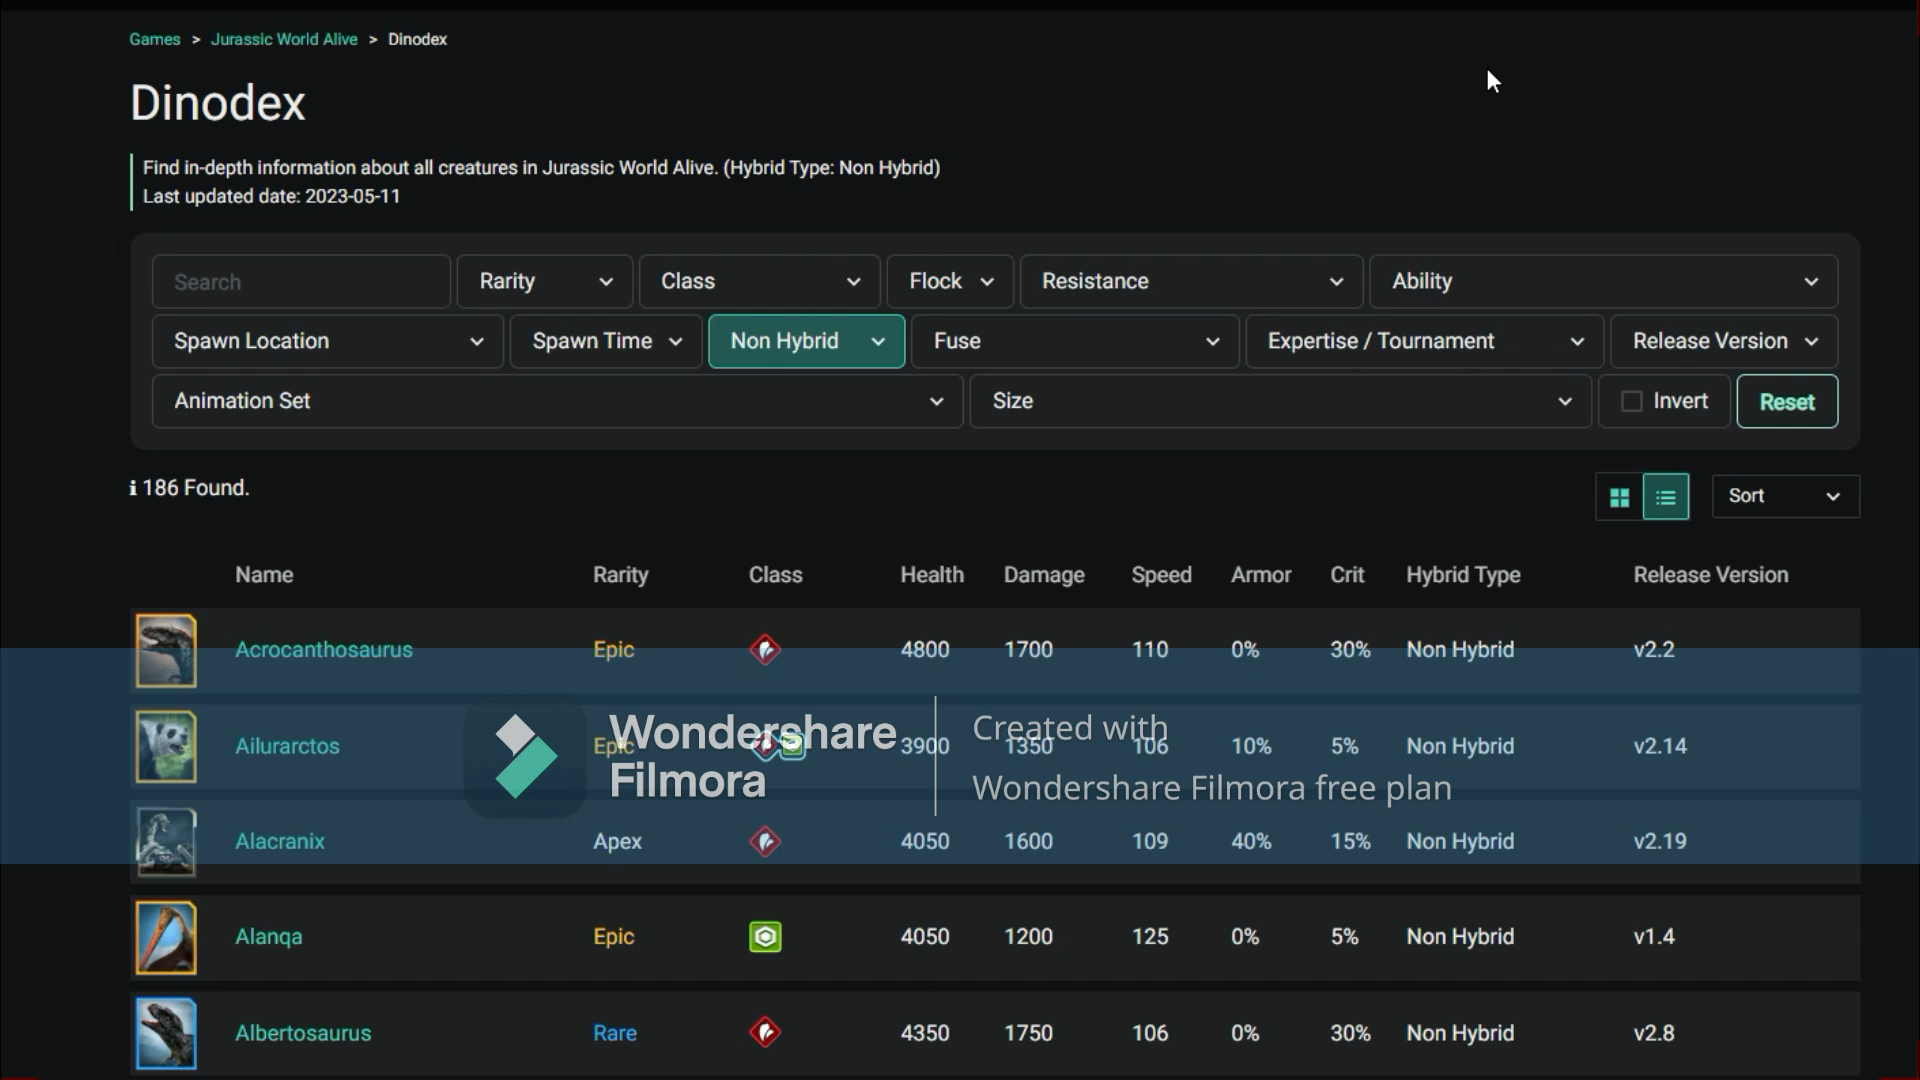 Games > Jurassic World Alive > Dinodex
Dinodex
Find in-depth information about all creatures in Jurassic World Alive. (Hybrid Type: Non Hybrid)
Last updated date: 2023-05-11
Search Rarity Class Flock Resistance Ability
Spawn Location Spawn Time Non Hybrid Fuse Expertise / Tournament Release Version
Animation Set Size Invert Reset
186 Found.
Sort
Name Rarity Class Health Damage Speed Armor Crit Hybrid Type Release Version
Acrocanthosaurus Epic 4800 1700 110 0% 30% Non Hybrid v2.2
Ailurarctos Epic 3900 1350 106 10% 5% Non Hybrid v2.14
Wondershare
Filmora
Created with
Wondershare Filmora free plan
Alacranix Apex 4050 1600 109 40% 15% Non Hybrid v2.19
Alanqa Epic 4050 1200 125 0% 5% Non Hybrid v1.4
Albertosaurus Rare 4350 1750 106 0% 30% Non Hybrid v2.8